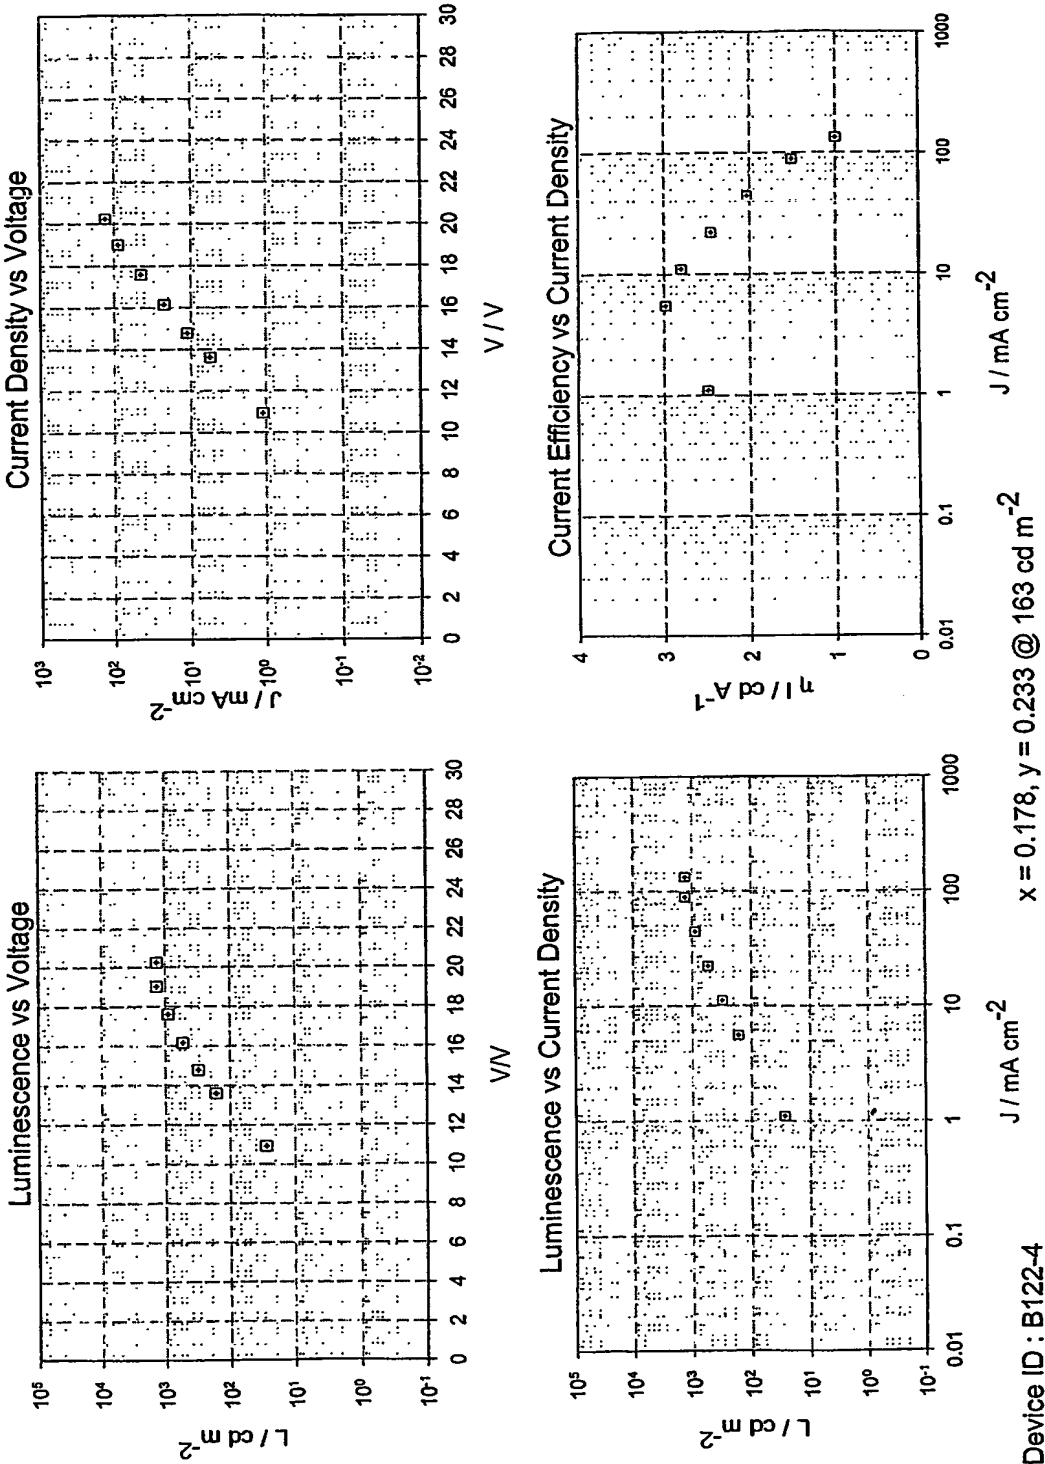 Luminescence vs Voltage
L / cd m-2
10⁵
10⁴
10³
10²
10¹
10⁰
10-1
0 2 4 6 8 10 12 14 16 18 20 22 24 26 28 30
V/V
Current Density vs Voltage
J / mA cm-2
10³
10²
10¹
10⁰
10-1
10-2
0 2 4 6 8 10 12 14 16 18 20 22 24 26 28 30
V / V
Luminescence vs Current Density
L / cd m-2
10⁵
10⁴
10³
10²
10¹
10⁰
10-1
0.01 0.1 1 10 100 1000
J / mA cm-2
Current Efficiency vs Current Density
η I / cd A-1
4
3
2
1
0
0.01 0.1 1 10 100 1000
J / mA cm-2
Device ID : B122-4
x = 0.178, y = 0.233 @ 163 cd m-2